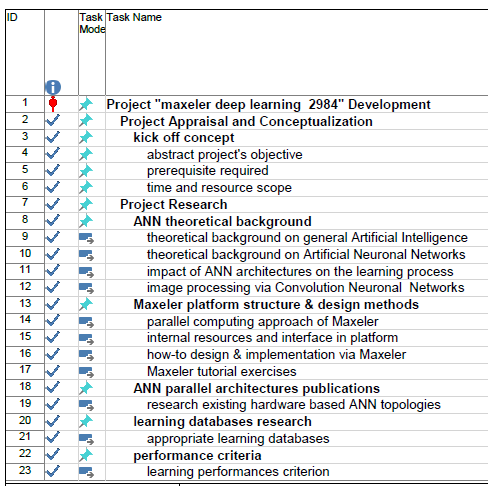 ID Task Mode Task Name
1 Project "maxeler deep learning 2984" Development
2 Project Appraisal and Conceptualization
3 kick off concept
4 abstract project's objective
5 prerequisite required
6 time and resource scope
7 Project Research
8 ANN theoretical background
9 theoretical background on general Artificial Intelligence
10 theoretical background on Artificial Neuronal Networks
11 impact of ANN architectures on the learning process
12 image processing via Convolution Neuronal Networks
13 Maxeler platform structure & design methods
14 parallel computing approach of Maxeler
15 internal resources and interface in platform
16 how-to design & implementation via Maxeler
17 Maxeler tutorial exercises
18 ANN parallel architectures publications
19 research existing hardware based ANN topologies
20 learning databases research
21 appropriate learning databases
22 performance criteria
23 learning performances criterion